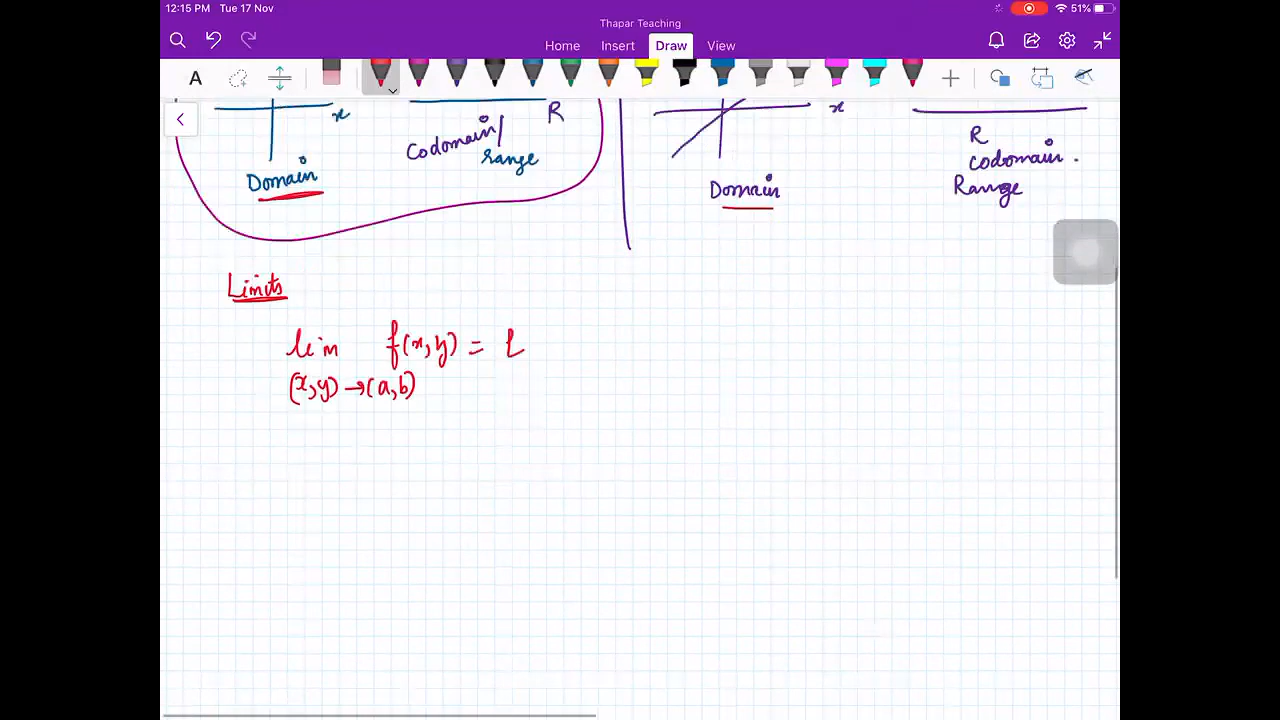 12:15 PM Tue 17 Nov
51%
Thapar Teaching
Home Insert Draw View
A
x
R
Codomain/
range
Domain
x
R
codomain.
Range
Domain
Limits
lim f(x,y) = L
(x,y)→(a,b)